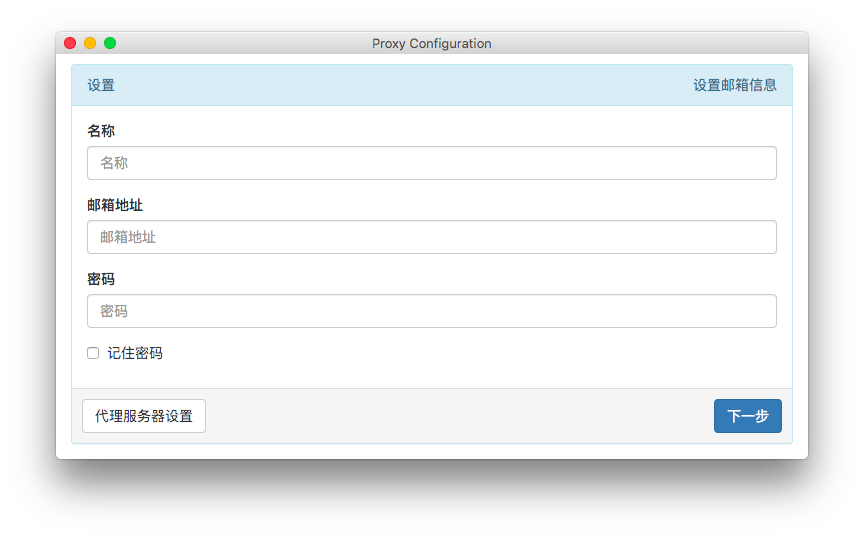 Proxy Configuration
设置 设置邮箱信息
名称
名称
邮箱地址
邮箱地址
密码
密码
记住密码
代理服务器设置 下一步